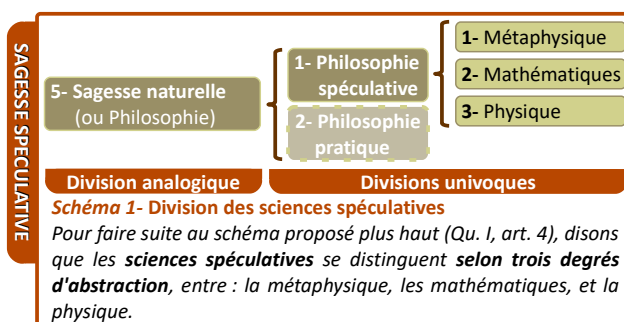 SAGESSE SPECULATIVE
5- Sagesse naturelle
(ou Philosophie)
1- Philosophie
spéculative
2- Philosophie
pratique
1- Métaphysique
2- Mathématiques
3- Physique
Division analogique
Divisions univoques
Schéma 1- Division des sciences spéculatives
Pour faire suite au schéma proposé plus haut (Qu. I, art. 4), disons
que les sciences spéculatives se distinguent selon trois degrés
d'abstraction, entre : la métaphysique, les mathématiques, et la
physique.